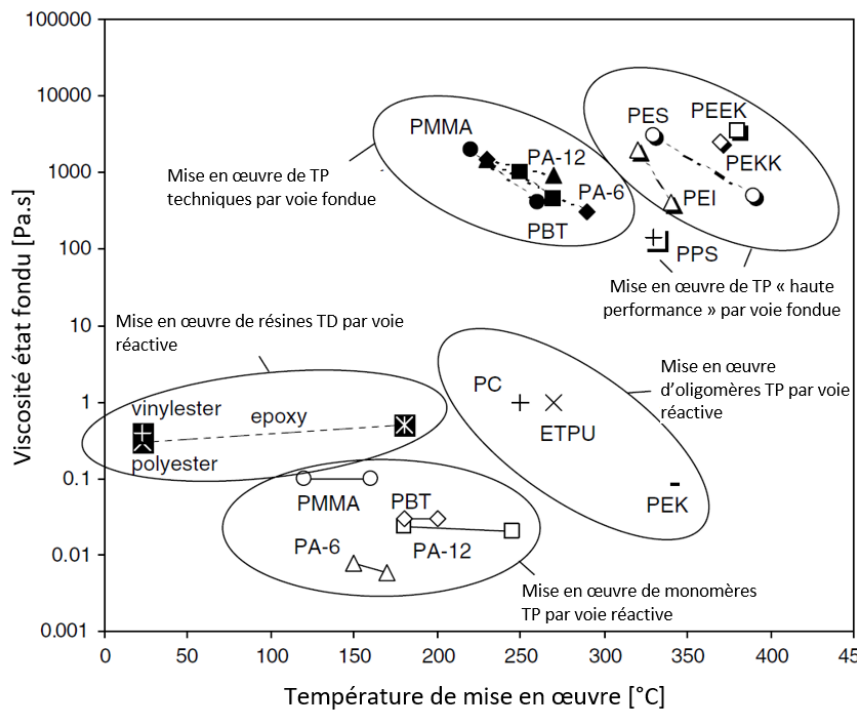 100000
10000
1000
100
10
1
0.1
0.01
0.001
Viscosité état fondu [Pa.s]
PMMA
PA-12
PA-6
PBT
Mise en œuvre de TP
techniques par voie fondue
PES
PEEK
PEKK
PEI
PPS
Mise en œuvre de TP « haute
performance » par voie fondue
Mise en œuvre de résines TD par voie
réactive
vinylester
epoxy
polyester
PC
ETPU
PEK
Mise en œuvre
d'oligomères TP par voie
réactive
PMMA
PBT
PA-6
PA-12
Mise en œuvre de monomères
TP par voie réactive
0
50
100
150
200
250
300
350
400
45
Température de mise en œuvre [°C]